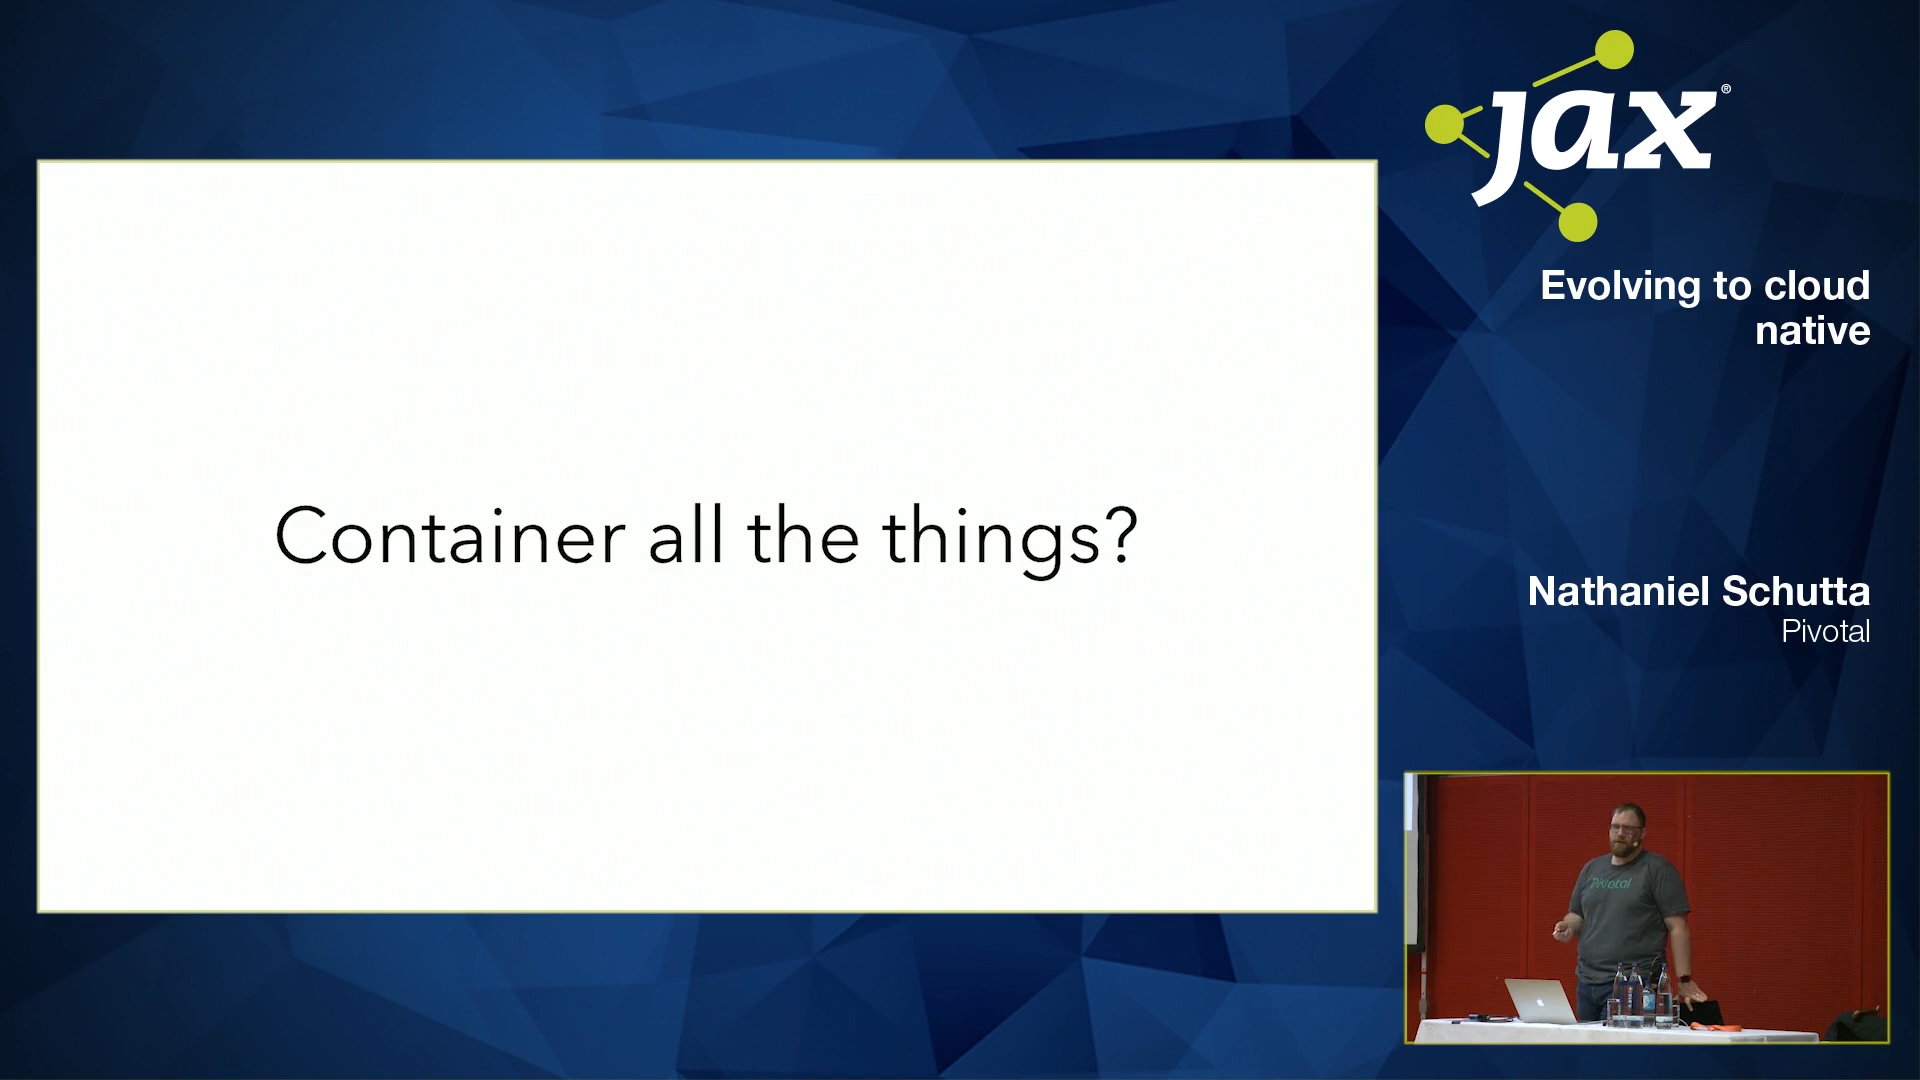 Container all the things?
jax®
Evolving to cloud
native
Nathaniel Schutta
Pivotal
Pivotal